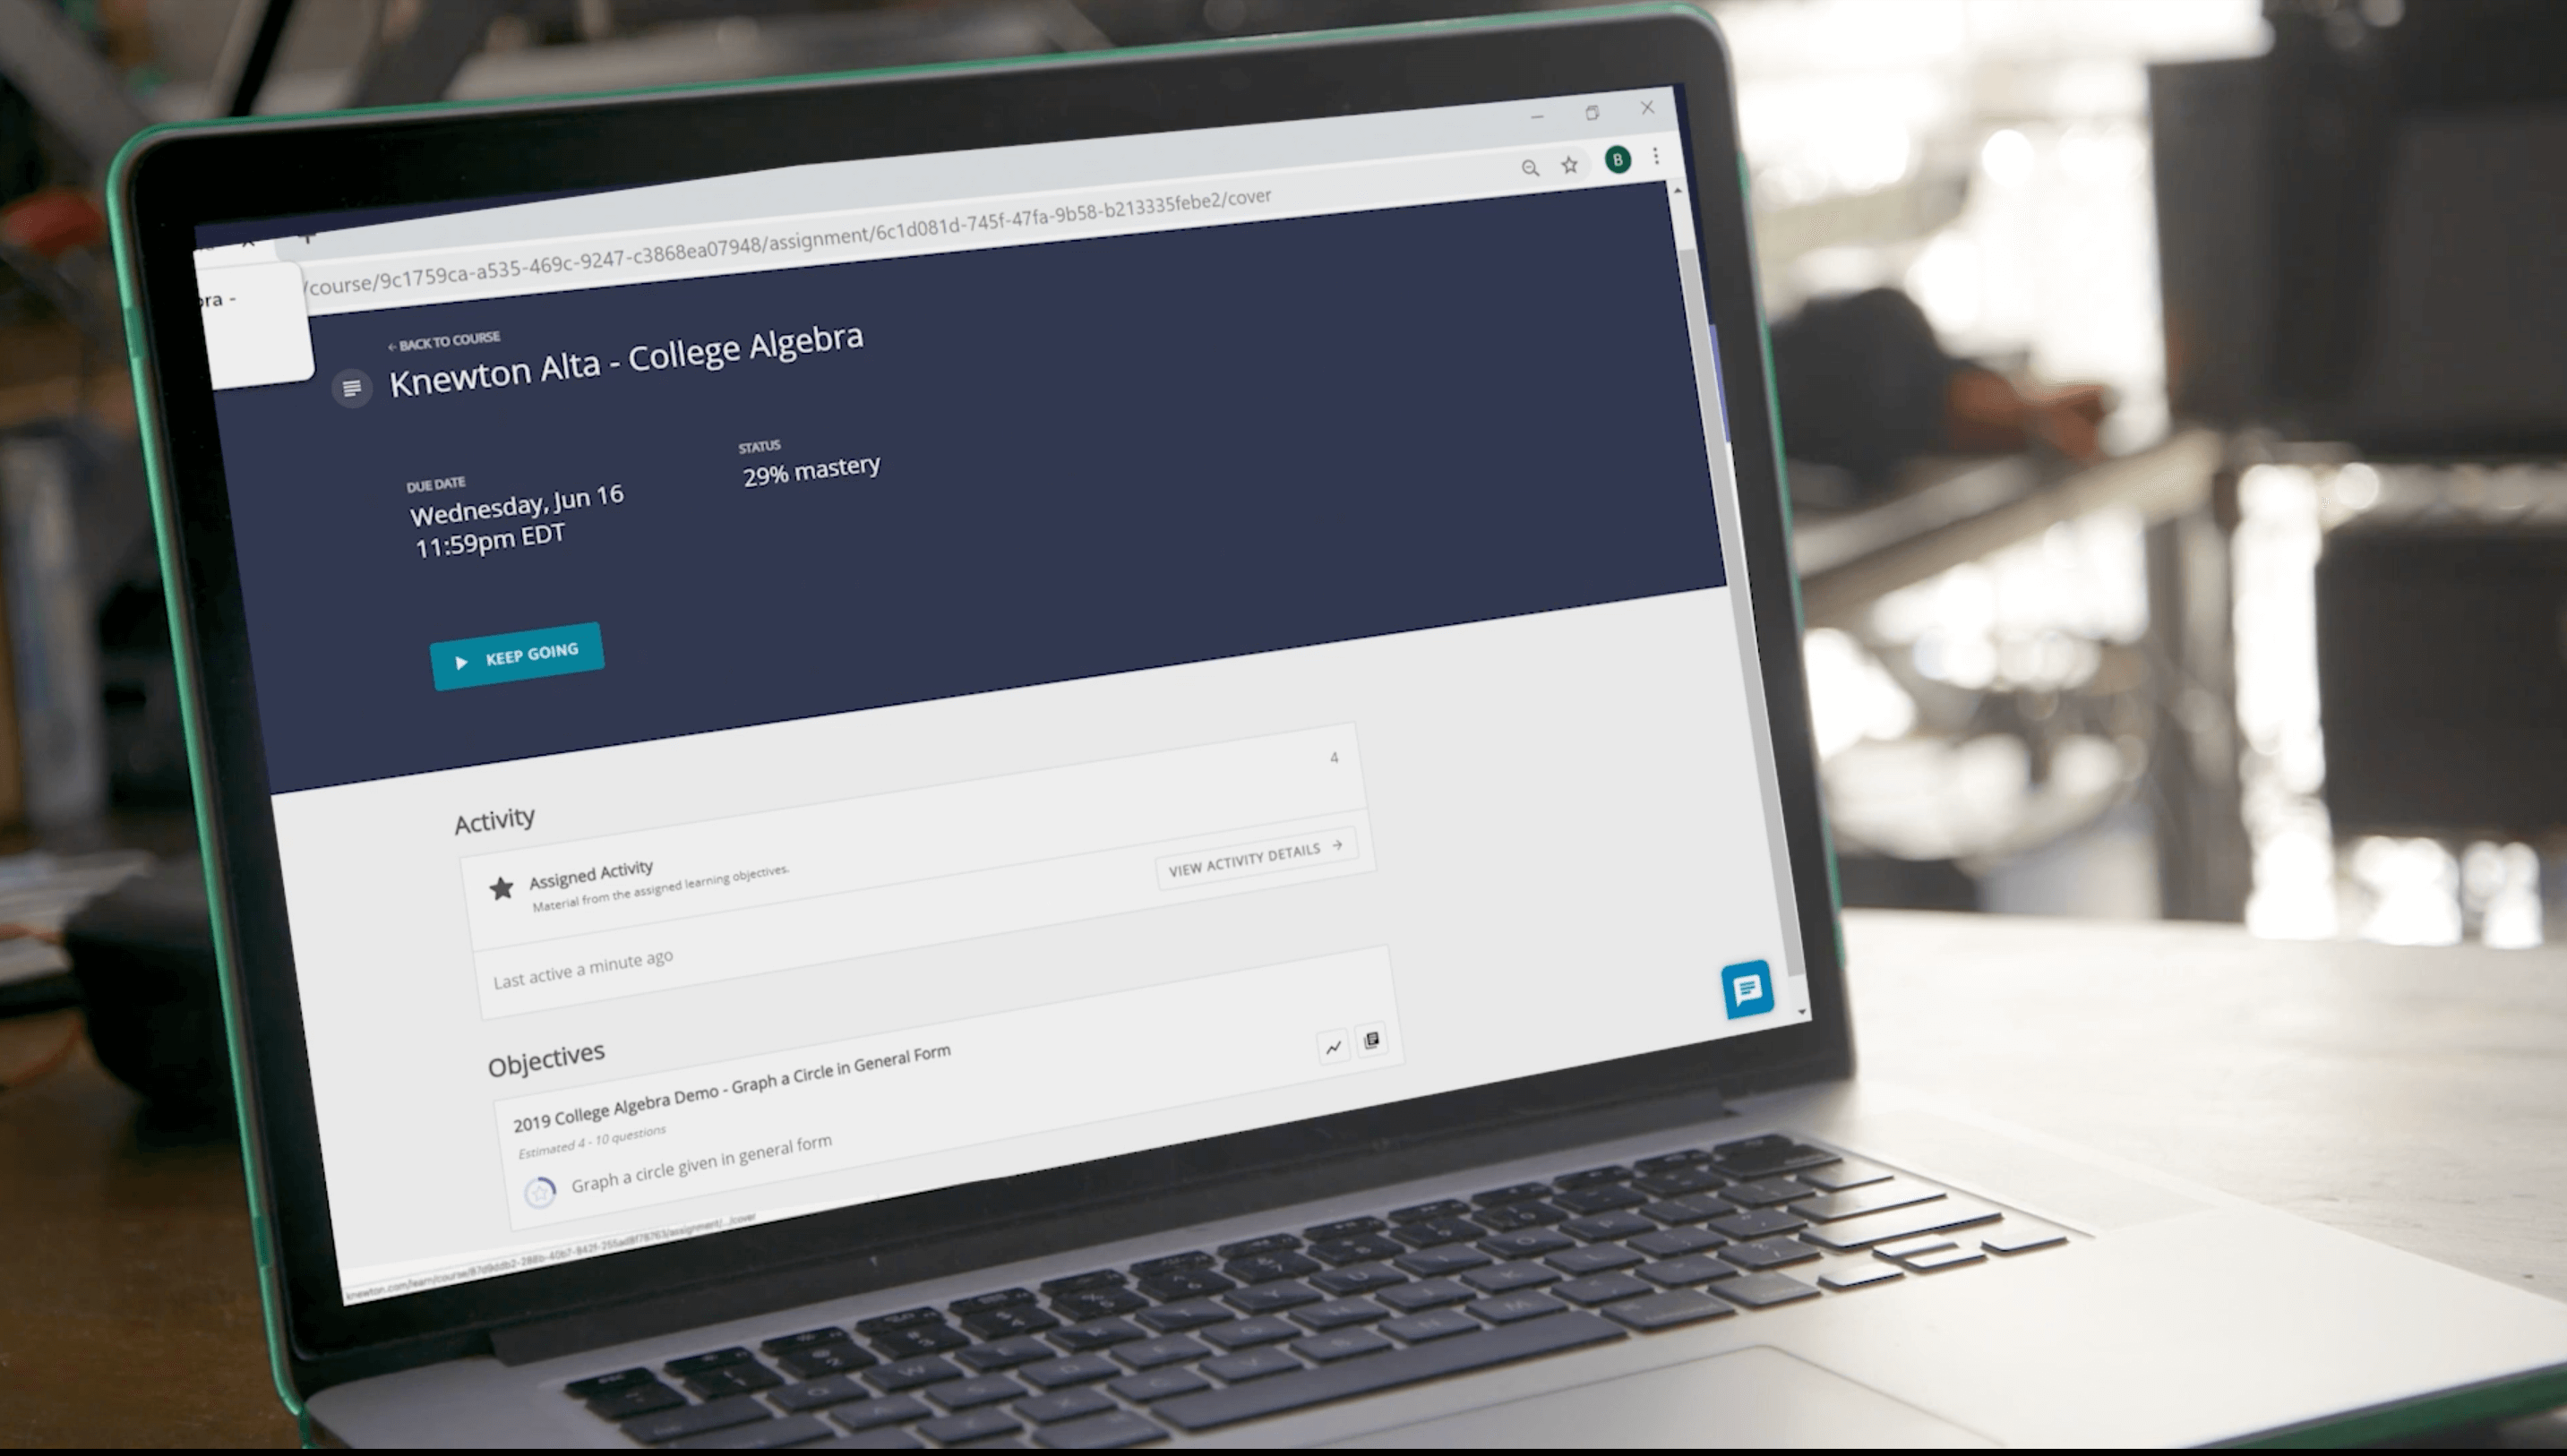 /course/9c1759ca-a535-469c-9247-c3868ea07948/assignment/6c1d081d-745f-47fa-9b58-b213335febe2/cover
B
ora -
← BACK TO COURSE
Knewton Alta - College Algebra
DUE DATE
Wednesday, Jun 16
11:59pm EDT
STATUS
29% mastery
KEEP GOING
Activity
4
Assigned Activity
Material from the assigned learning objectives.
Last active a minute ago
VIEW ACTIVITY DETAILS →
Objectives
2019 College Algebra Demo - Graph a Circle in General Form
Estimated 4 - 10 questions
Graph a circle given in general form